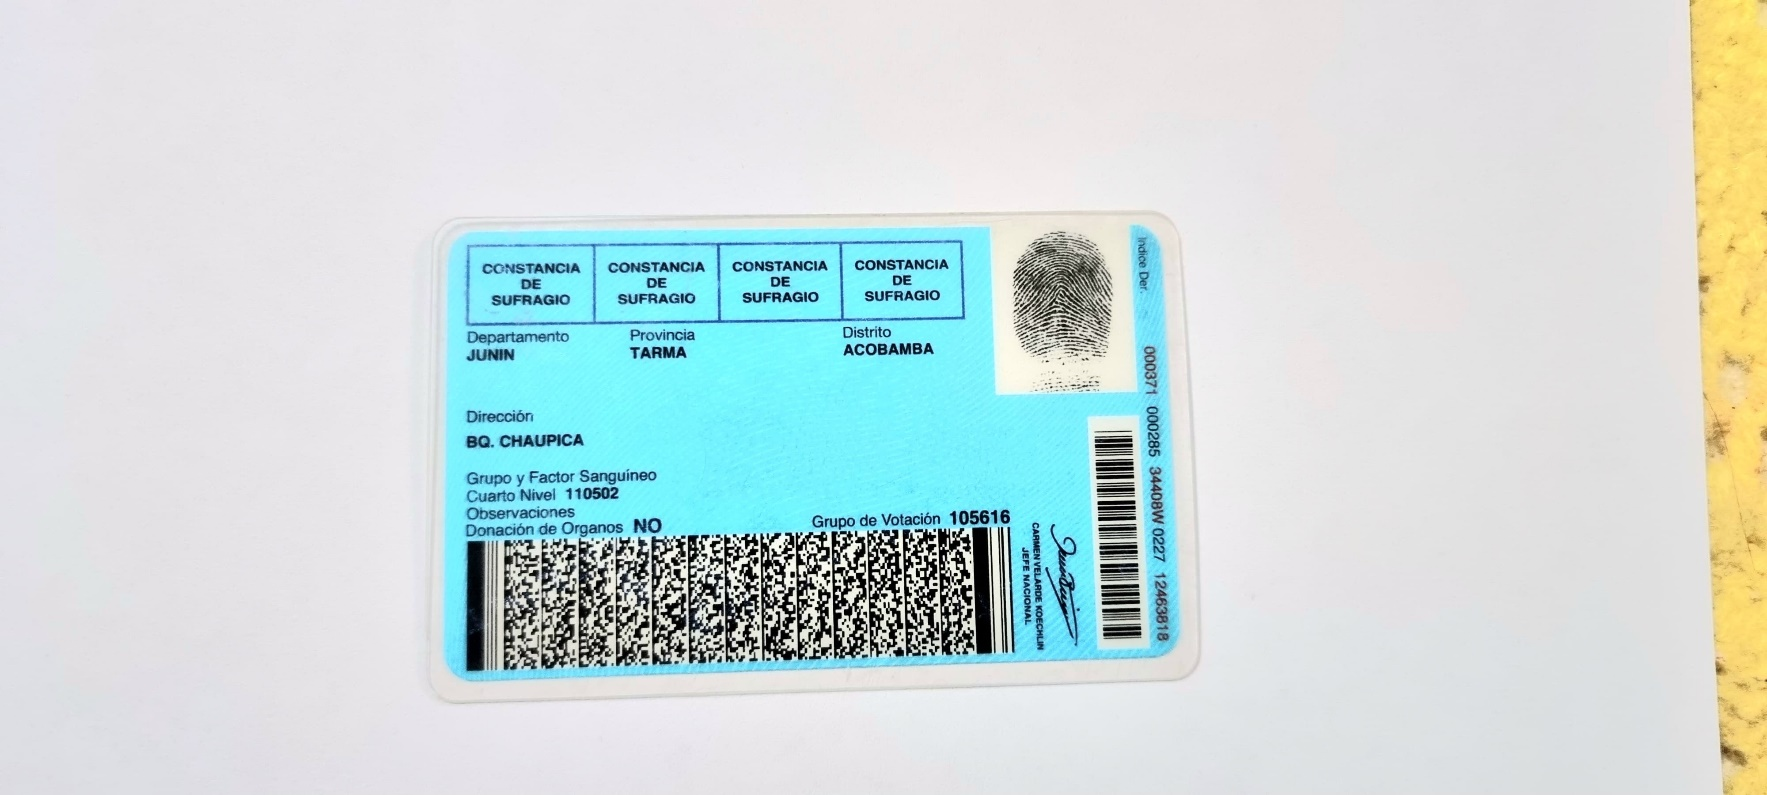 CONSTANCIA DE SUFRAGIO
CONSTANCIA DE SUFRAGIO
CONSTANCIA DE SUFRAGIO
CONSTANCIA DE SUFRAGIO
Departamento Provincia Distrito
JUNIN TARMA ACOBAMBA
Dirección
BQ. CHAUPICA
Grupo y Factor Sanguíneo
Cuarto Nivel 110502
Observaciones
Donación de Organos NO Grupo de Votación 105616
CARMEN VELARDE KOECHLIN
JEFE NACIONAL
Indice Der.
000371 000285 34408W 0227 12463818